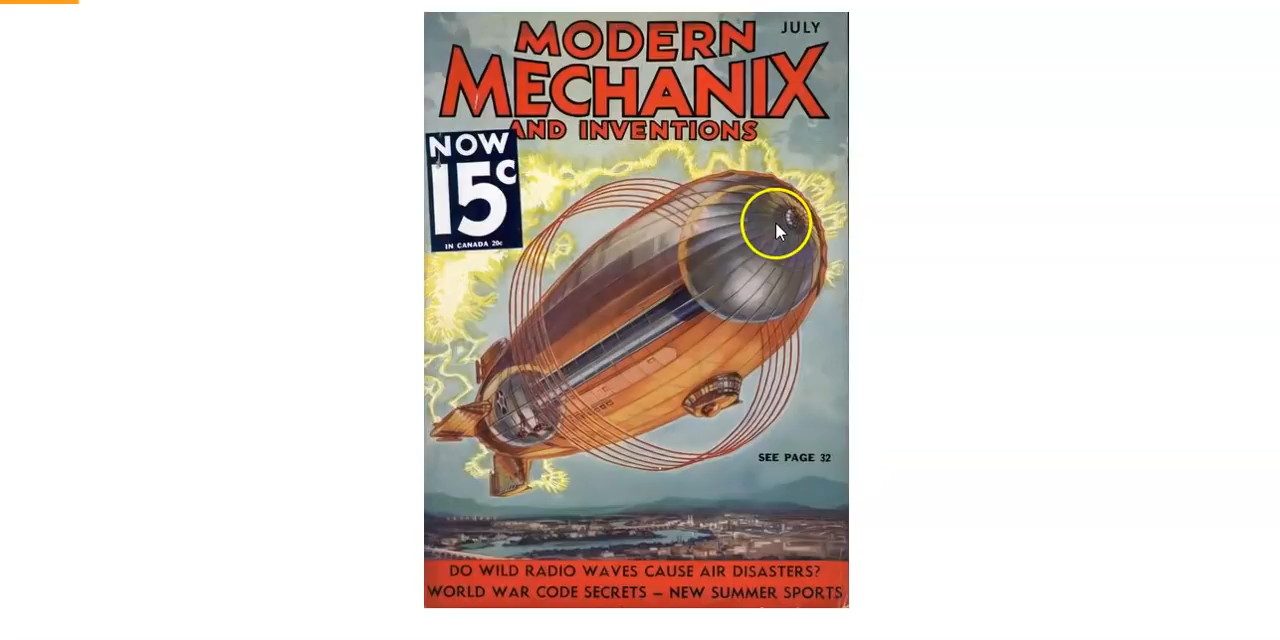 JULY
MODERN
MECHANIX
AND INVENTIONS
NOW
15c
IN CANADA 20c
SEE PAGE 32
DO WILD RADIO WAVES CAUSE AIR DISASTERS?
WORLD WAR CODE SECRETS – NEW SUMMER SPORTS